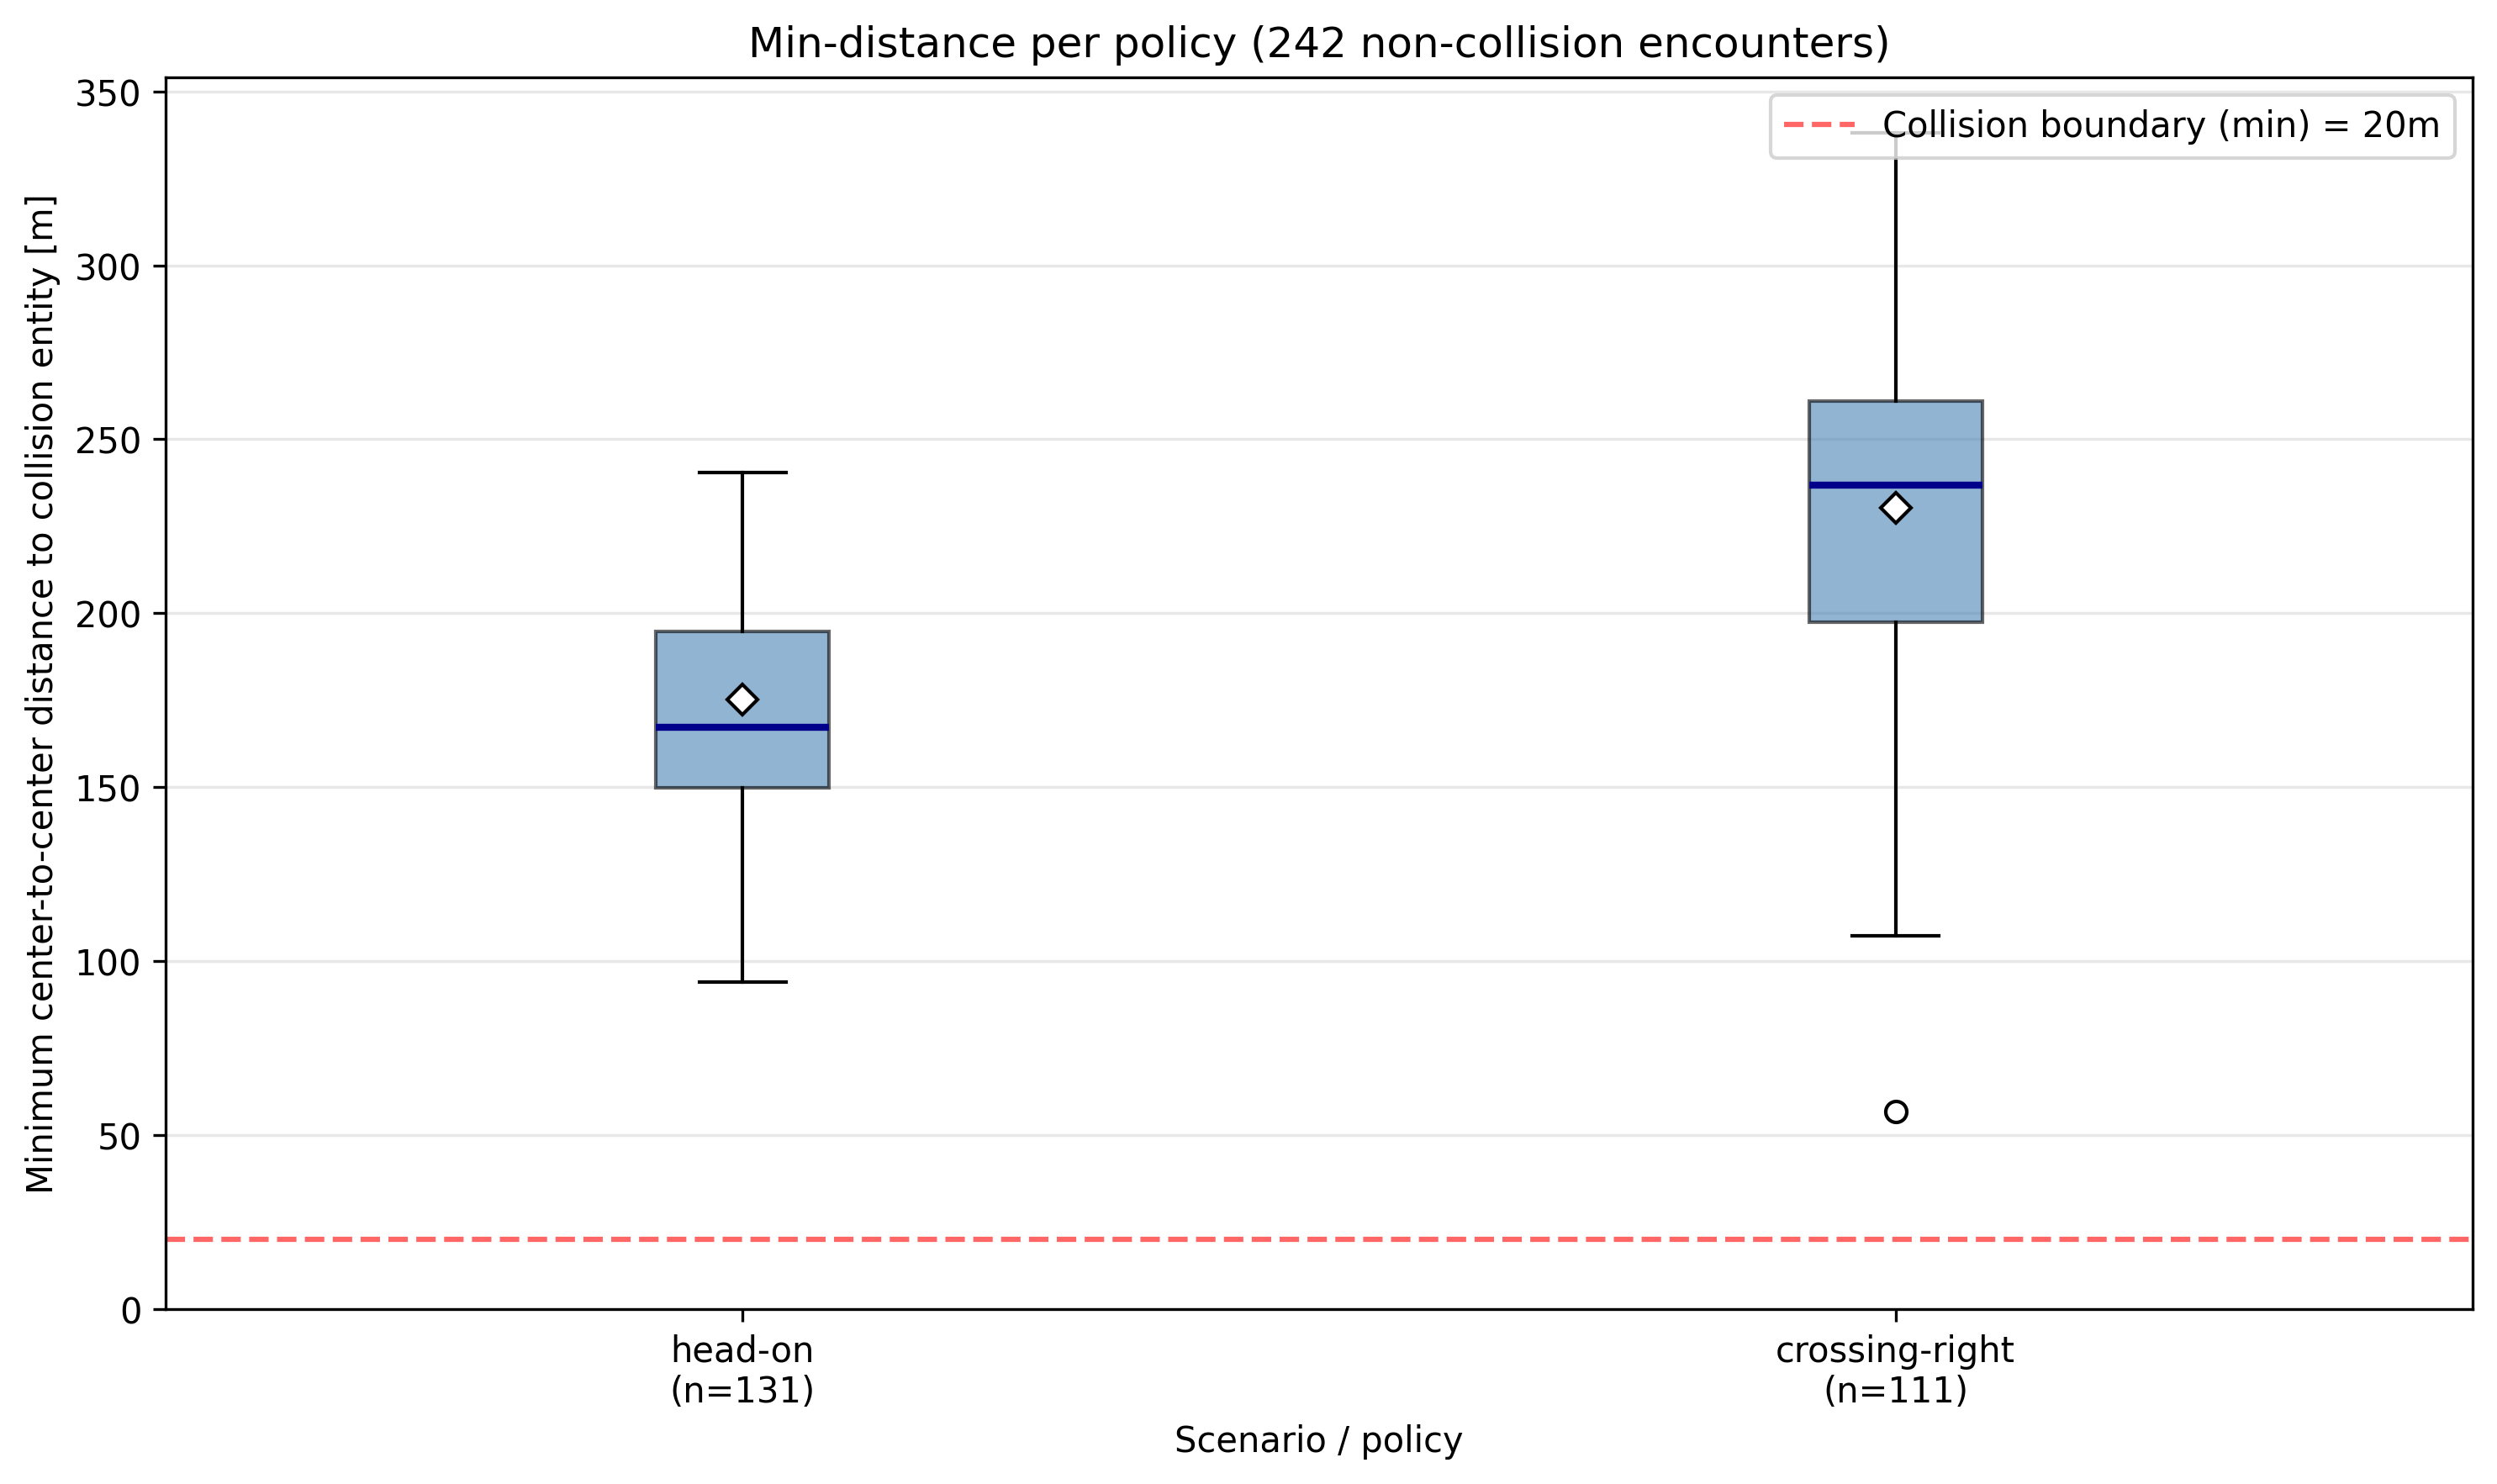 Min-distance per policy (242 non-collision encounters)
Minimum center-to-center distance to collision entity [m]
350
300
250
200
150
100
50
0
Collision boundary (min) = 20m
head-on
(n=131)
crossing-right
(n=111)
Scenario / policy